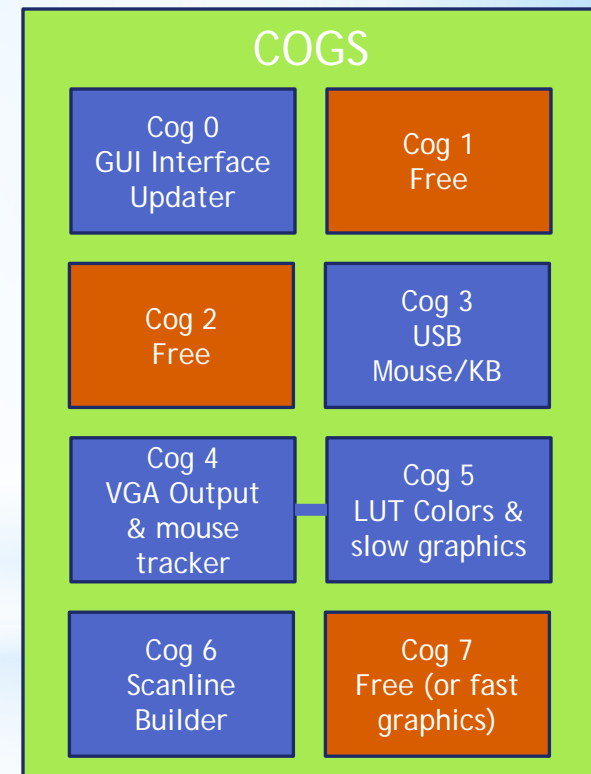 COGS
Cog 0
GUI Interface
Updater
Cog 1
Free
Cog 2
Free
Cog 3
USB
Mouse/KB
Cog 4
VGA Output
& mouse
tracker
Cog 5
LUT Colors &
slow graphics
Cog 6
Scanline
Builder
Cog 7
Free (or fast
graphics)